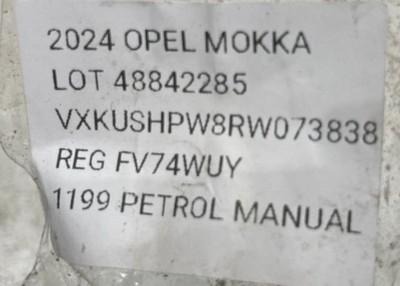 2024 OPEL MOKKA
LOT 48842285
VXKUSHPW8RW073838
REG FV74WUY
1199 PETROL MANUAL